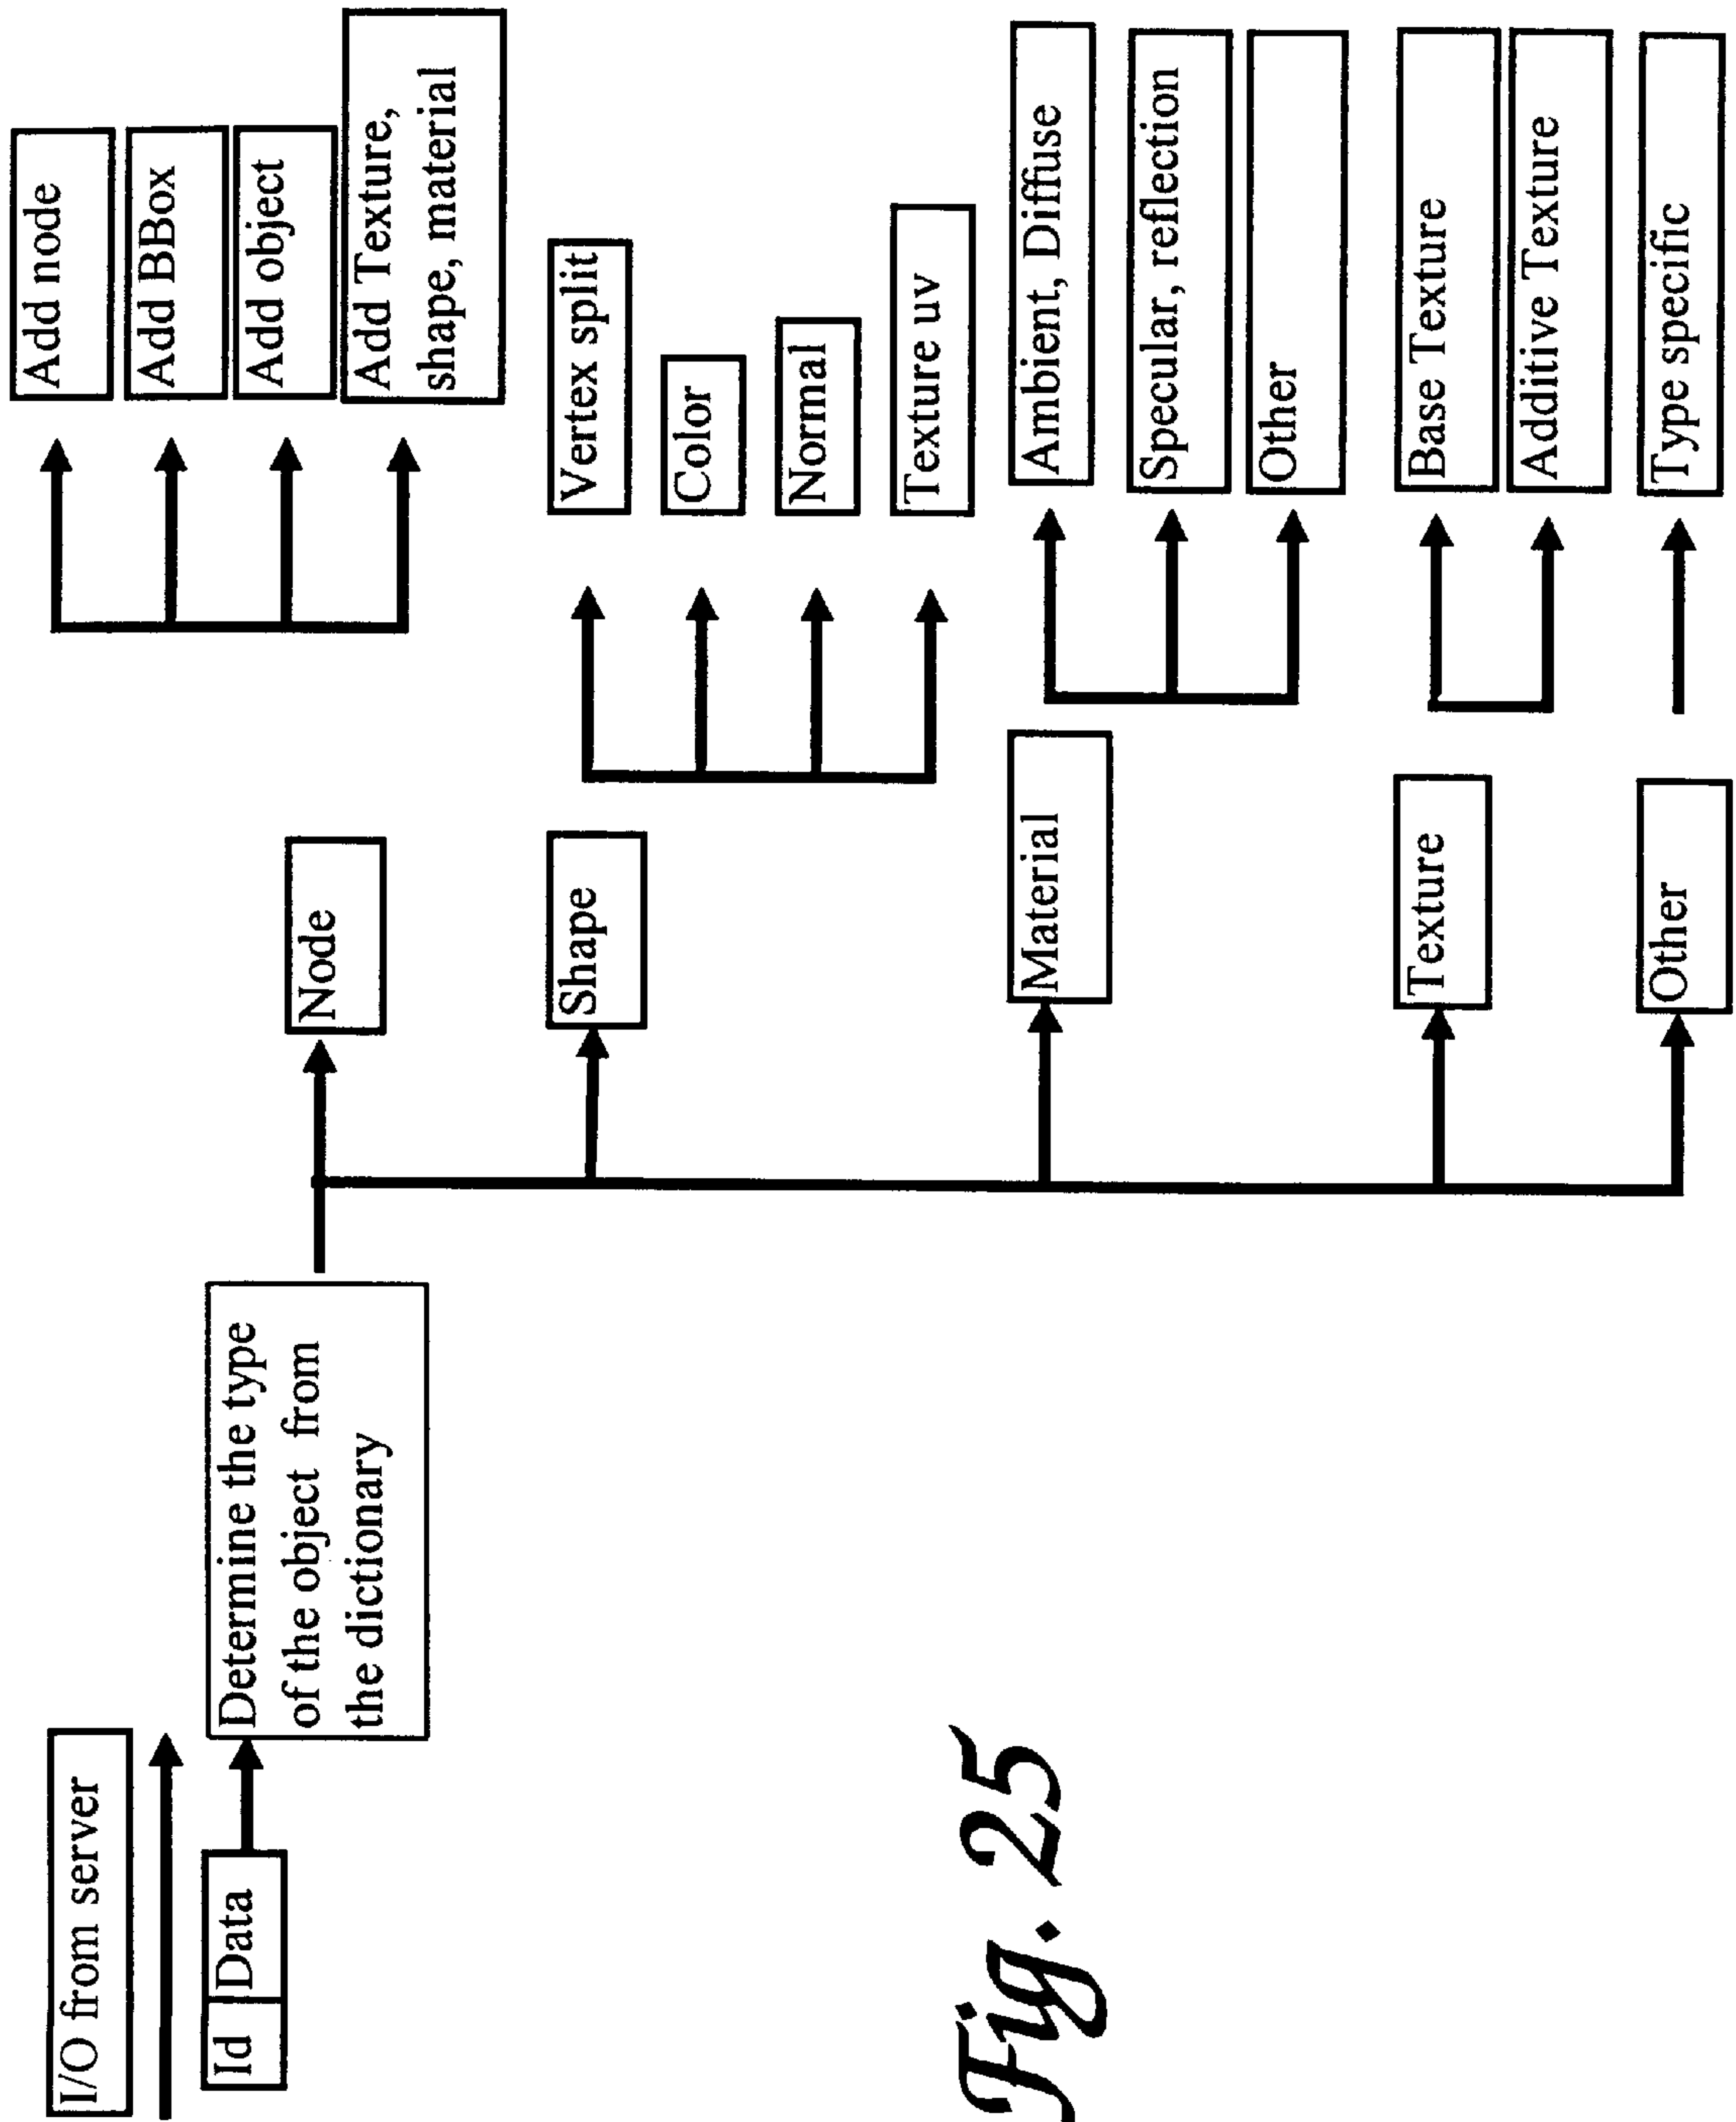 I/O from server
Id
Data
Determine the type
of the object from
the dictionary
Node
Add node
Add BBox
Add object
Add Texture,
shape, material
Shape
Vertex split
Color
Normal
Texture uv
Material
Ambient, Diffuse
Specular, reflection
Other
Texture
Base Texture
Additive Texture
Other
Type specific
Fig. 25